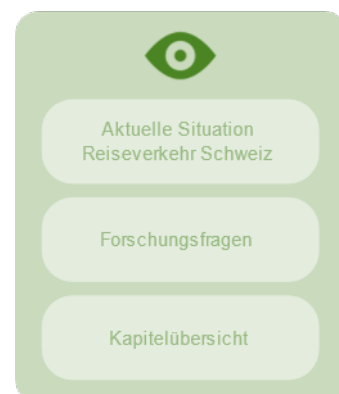 Aktuelle Situation
Reiseverkehr Schweiz
Forschungsfragen
Kapitelübersicht